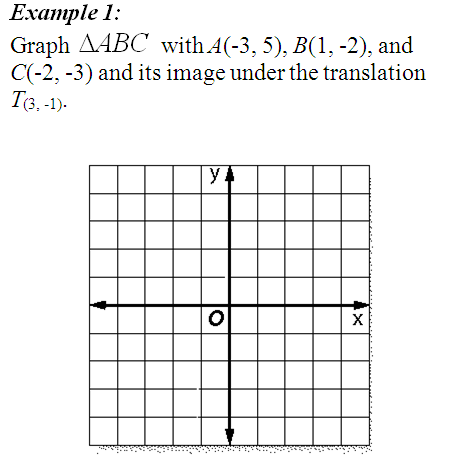 Example 1:
Graph ΔABC with A(-3, 5), B(1, -2), and
C(-2, -3) and its image under the translation
T(3, -1).
y
O
x